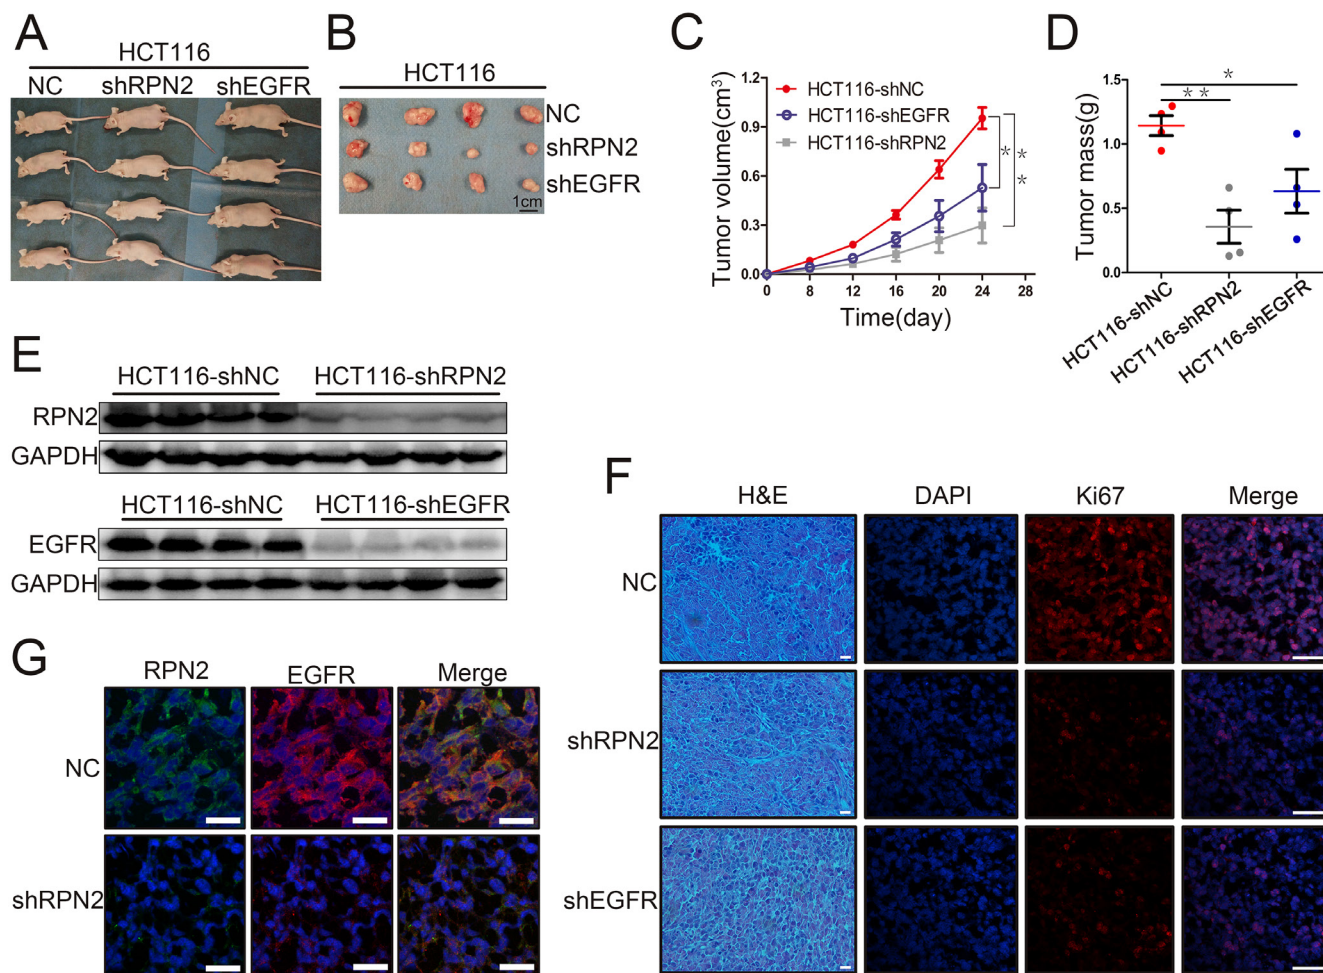 A
HCT116
NC shRPN2 shEGFR
B
HCT116
NC
shRPN2
shEGFR
1cm
C
Tumor volume(cm3)
1.2
0.9
0.6
0.3
0.0
HCT116-shNC
HCT116-shEGFR
HCT116-shRPN2
*
**
0 8 12 16 20 24 28
Time(day)
D
Tumor mass(g)
1.5
1.0
0.5
0.0
*
**
HCT116-shNC
HCT116-shRPN2
HCT116-shEGFR
E
HCT116-shNC HCT116-shRPN2
RPN2
GAPDH
HCT116-shNC HCT116-shEGFR
EGFR
GAPDH
F
H&E DAPI Ki67 Merge
NC
shRPN2
shEGFR
G
RPN2 EGFR Merge
NC
shRPN2